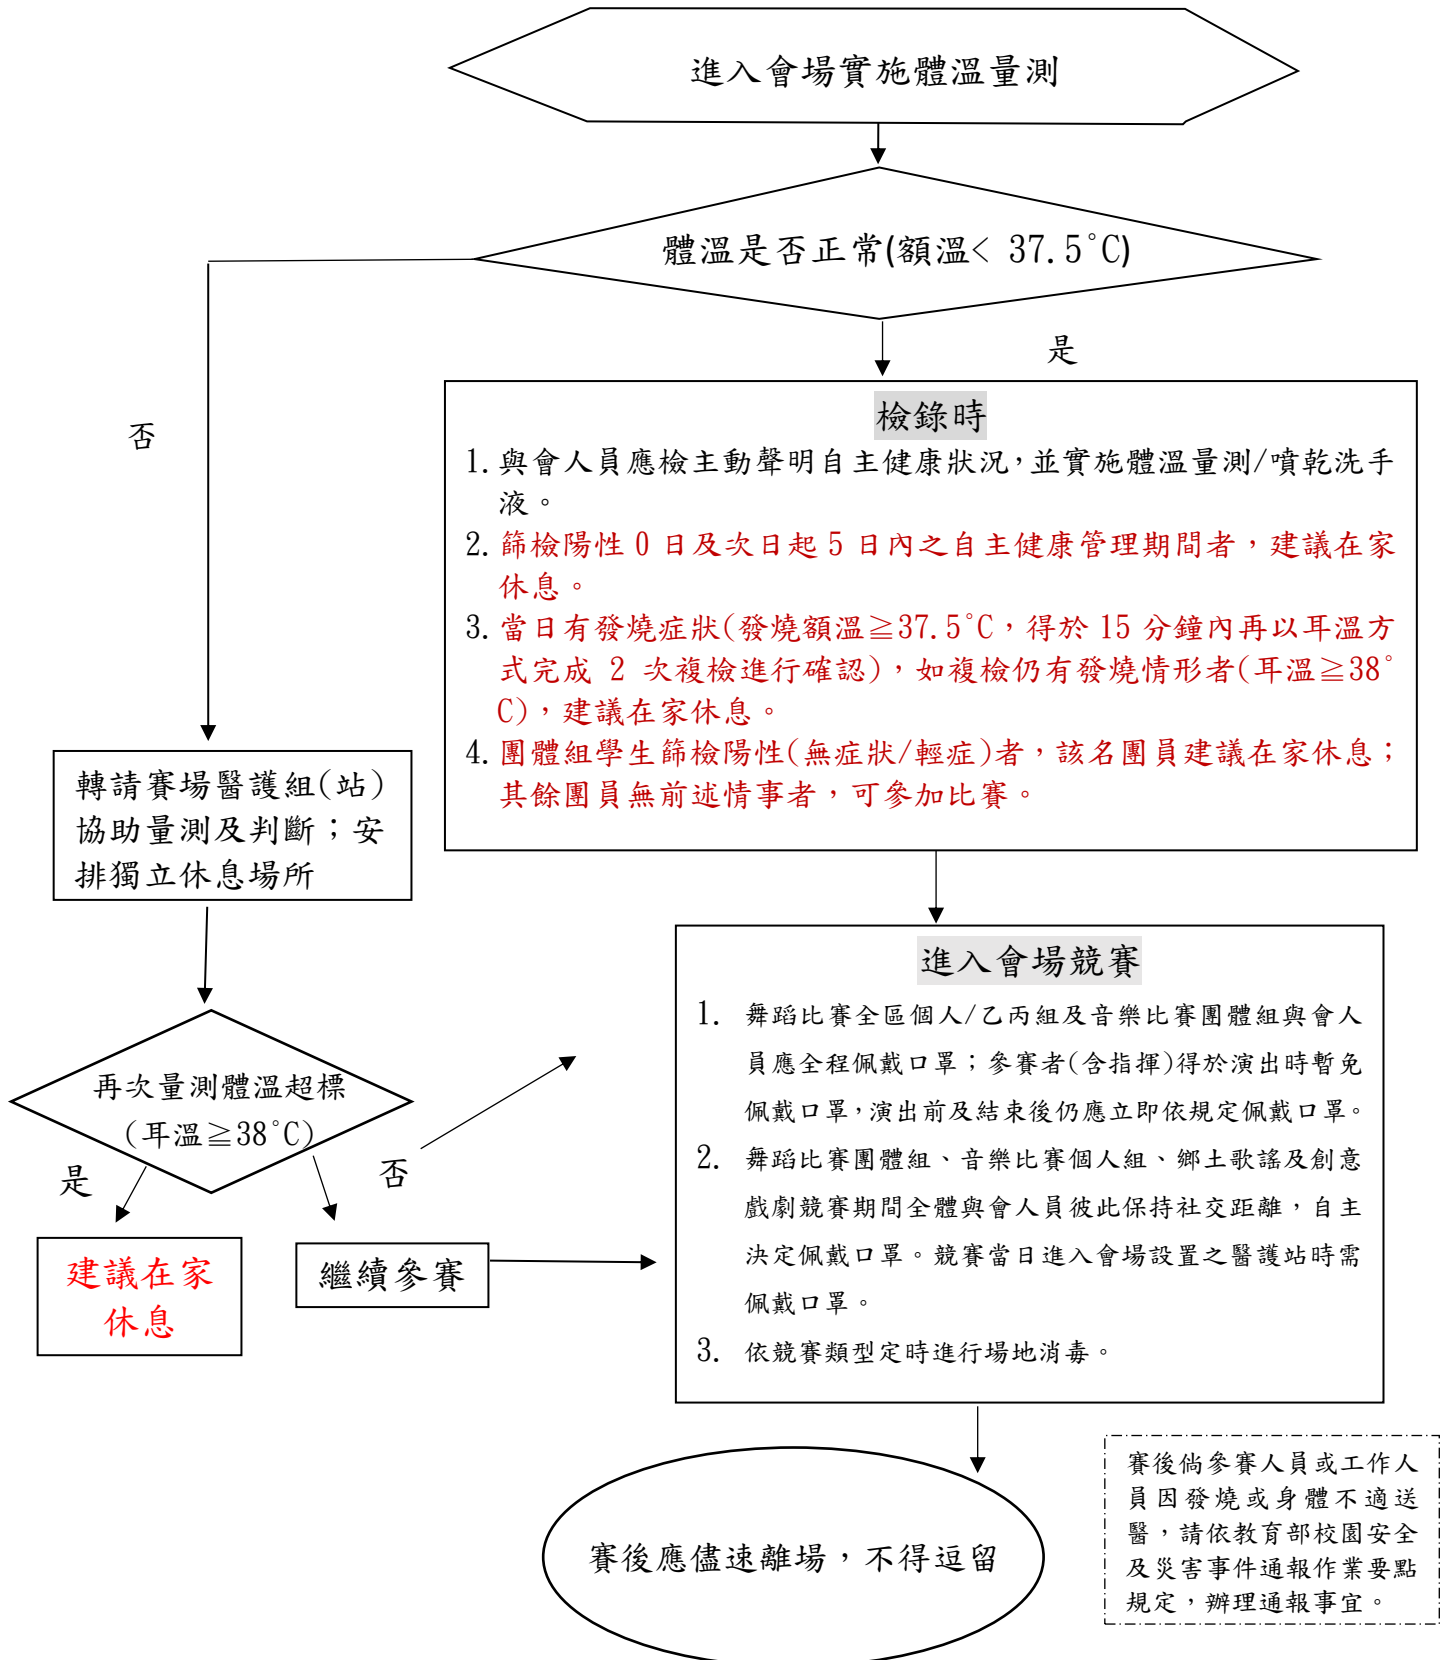 進入會場實施體溫量測
體溫是否正常(額溫< 37.5°C)
是
否
檢錄時
1. 與會人員應檢主動聲明自主健康狀況，並實施體溫量測/噴乾洗手
液。
2. 篩檢陽性 0 日及次日起 5 日內之自主健康管理期間者，建議在家
休息。
3. 當日有發燒症狀(發燒額溫≧37.5°C，得於 15 分鐘內再以耳溫方
式完成 2 次複檢進行確認)，如複檢仍有發燒情形者(耳溫≧38°
C)，建議在家休息。
4. 團體組學生篩檢陽性(無症狀/輕症)者，該名團員建議在家休息；
其餘團員無前述情事者，可參加比賽。
轉請賽場醫護組(站)
協助量測及判斷；安
排獨立休息場所
再次量測體溫超標
(耳溫≧38°C)
是
否
建議在家
休息
繼續參賽
進入會場競賽
1. 舞蹈比賽全區個人/乙丙組及音樂比賽團體組與會人
員應全程佩戴口罩；參賽者(含指揮)得於演出時暫免
佩戴口罩，演出前及結束後仍應立即依規定佩戴口罩。
2. 舞蹈比賽團體組、音樂比賽個人組、鄉土歌謠及創意
戲劇競賽期間全體與會人員彼此保持社交距離，自主
決定佩戴口罩。競賽當日進入會場設置之醫護站時需
佩戴口罩。
3. 依競賽類型定時進行場地消毒。
賽後應儘速離場，不得逗留
賽後倘參賽人員或工作人
員因發燒或身體不適送
醫，請依教育部校園安全
及災害事件通報作業要點
規定，辦理通報事宜。